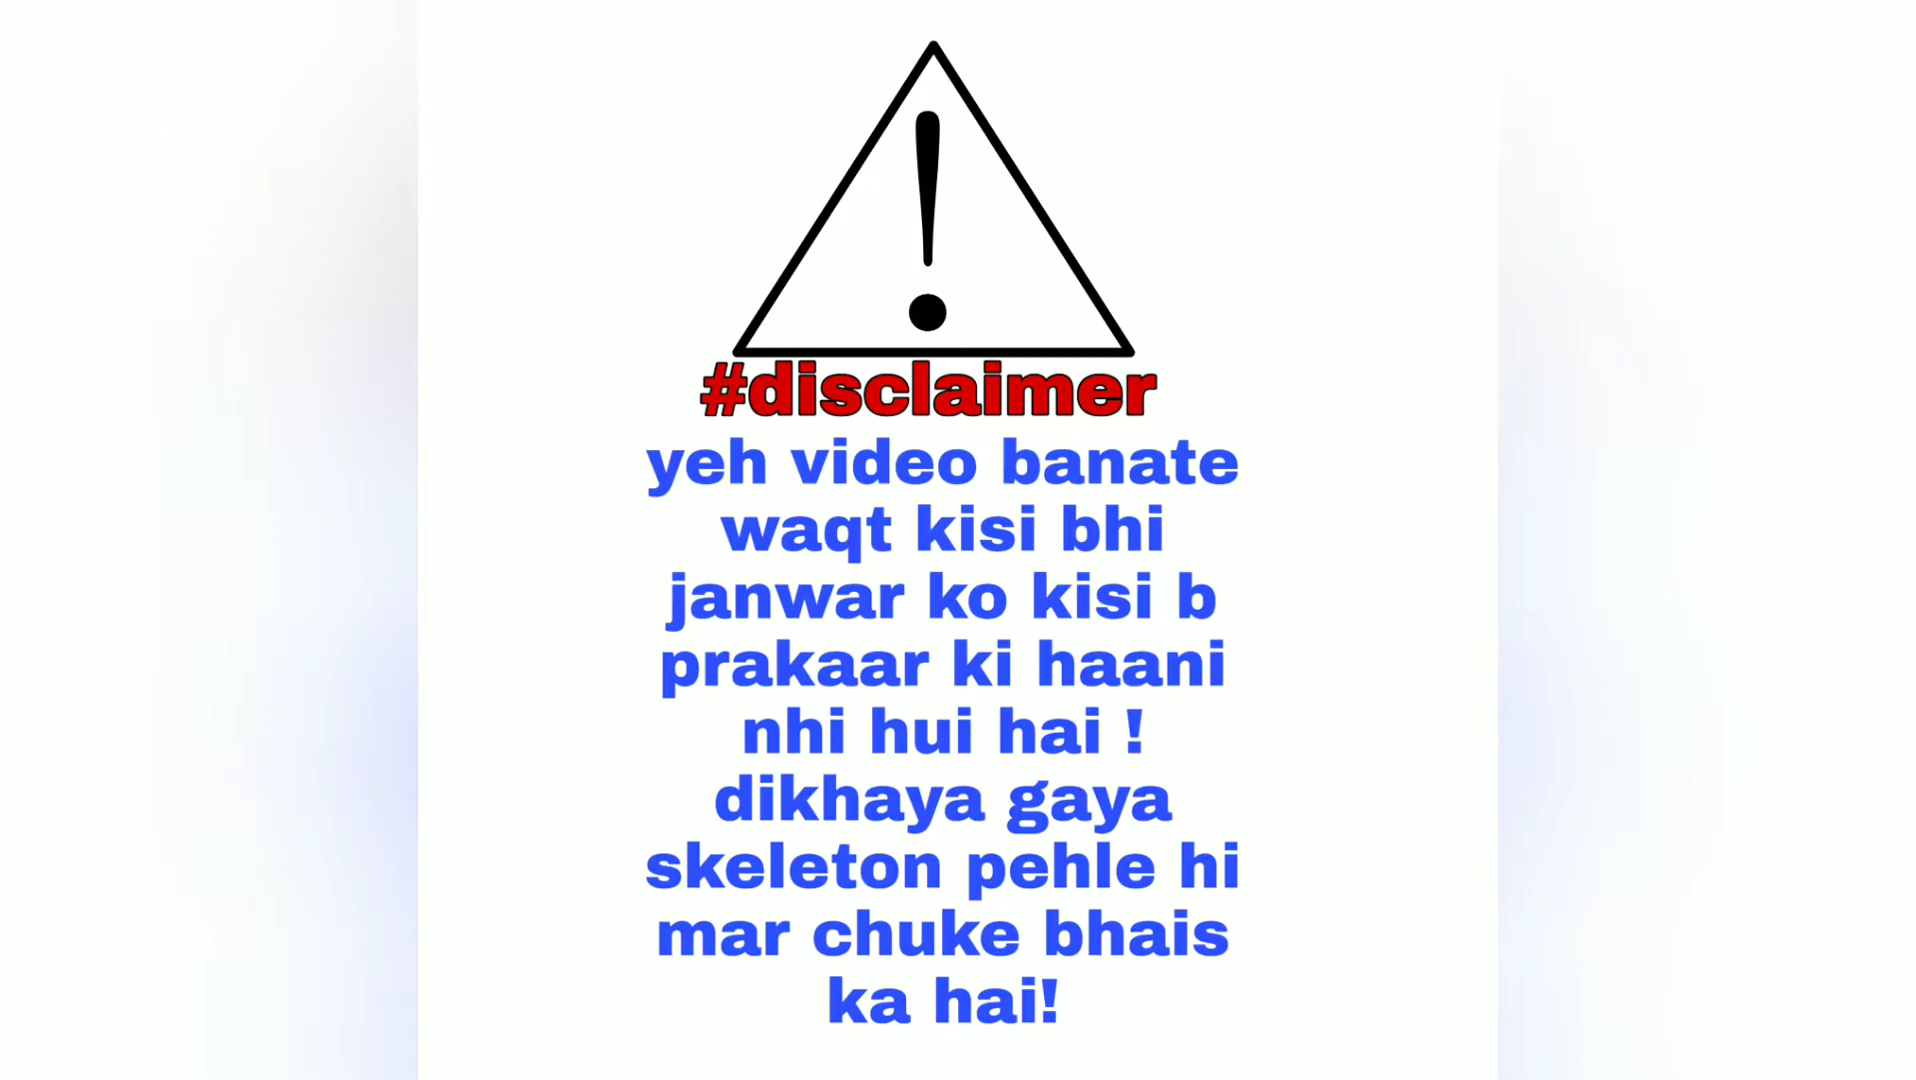 #disclaimer
yeh video banate
waqt kisi bhi
janwar ko kisi b
prakaar ki haani
nhi hui hai !
dikhaya gaya
skeleton pehle hi
mar chuke bhais
ka hai!